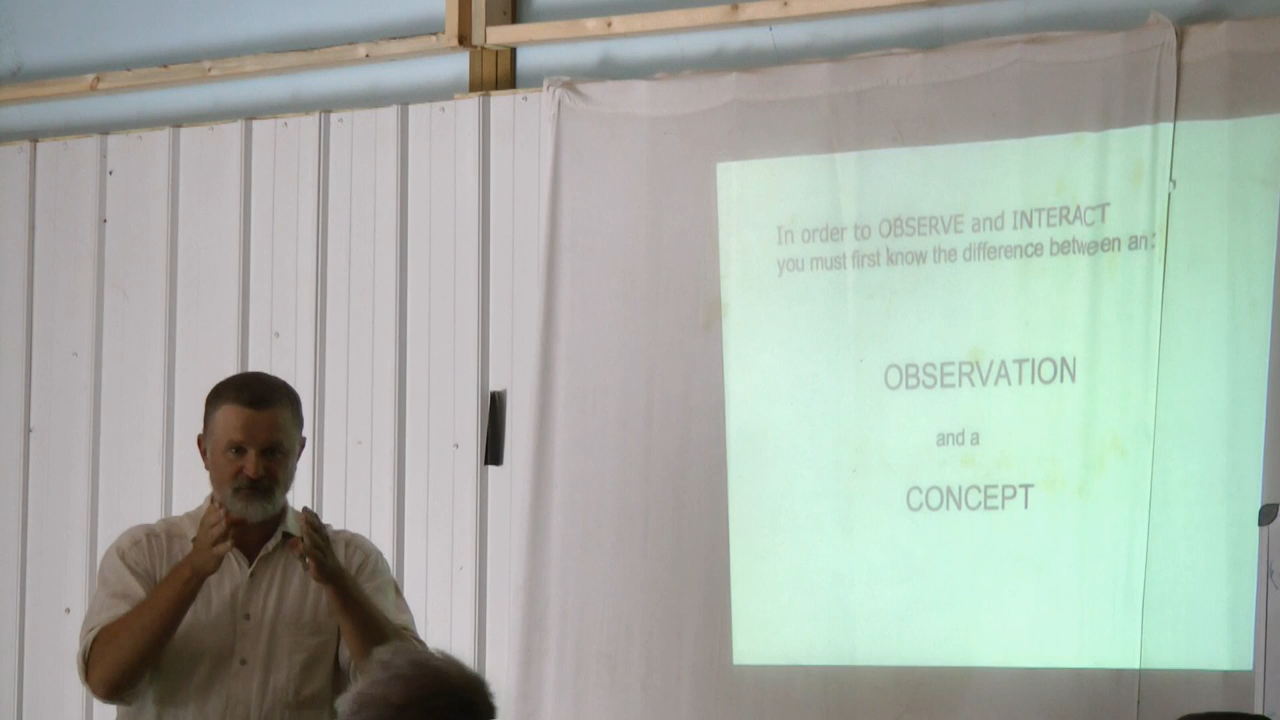 In order to OBSERVE and INTERACT
you must first know the difference between an:
OBSERVATION
and a
CONCEPT